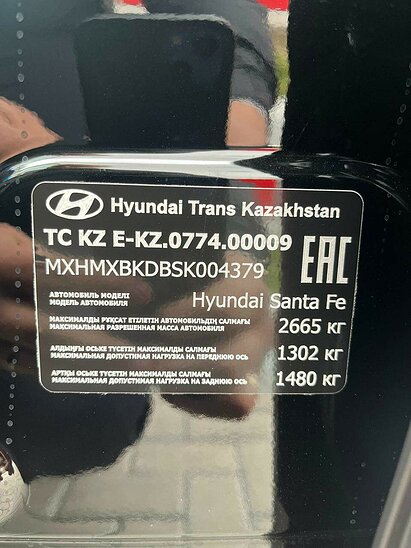 Hyundai Trans Kazakhstan
TC KZ E-KZ.0774.00009
EAC
MXHMXBKDBSK004379
АВТОМОБИЛЬ МОДЕЛІ
МОДЕЛЬ АВТОМОБИЛЯ
Hyundai Santa Fe
МАКСИМАЛДЫ РҰҚСАТ ЕТІЛЕТІН АВТОМОБИЛЬДІҢ САЛМАҒЫ
МАКСИМАЛЬНАЯ РАЗРЕШЕННАЯ МАССА АВТОМОБИЛЯ
2665 кг
АЛДЫҢҒЫ ОСЬКЕ ТҮСЕТІН МАКСИМАЛДЫ САЛМАҒЫ
МАКСИМАЛЬНАЯ ДОПУСТИМАЯ НАГРУЗКА НА ПЕРЕДНЮЮ ОСЬ
1302 кг
АРТҚЫ ОСЬКЕ ТҮСЕТІН МАКСИМАЛДЫ САЛМАҒЫ
МАКСИМАЛЬНАЯ ДОПУСТИМАЯ НАГРУЗКА НА ЗАДНЮЮ ОСЬ
1480 кг